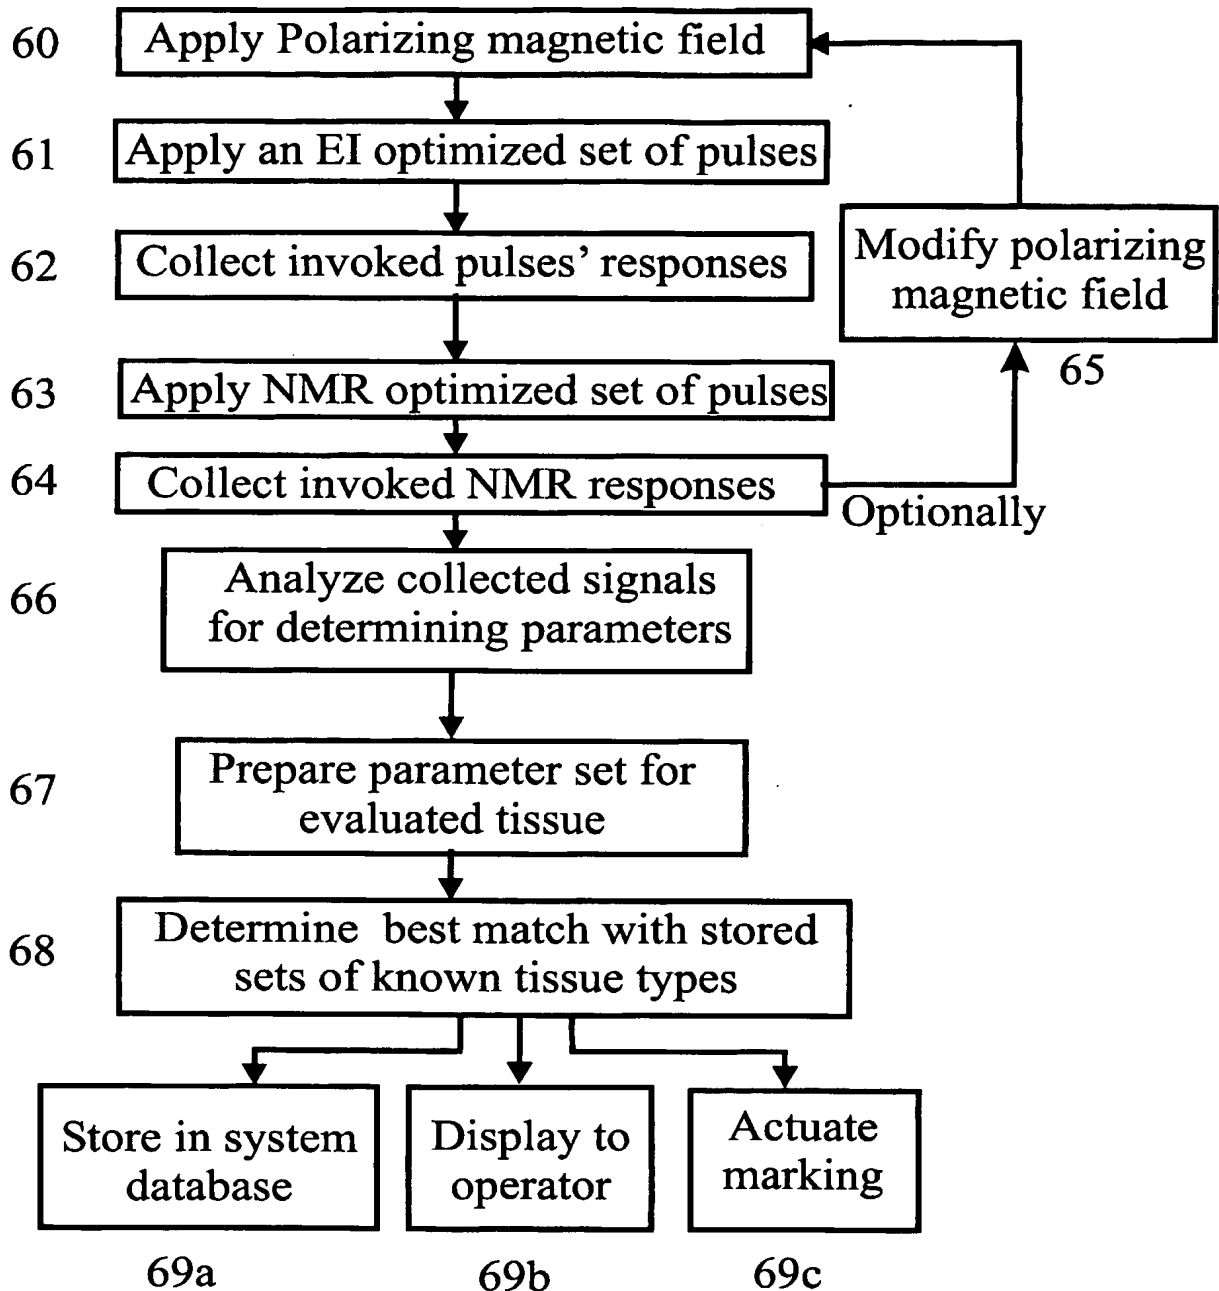 60
Apply Polarizing magnetic field
61
Apply an EI optimized set of pulses
62
Collect invoked pulses’ responses
Modify polarizing
magnetic field
65
63
Apply NMR optimized set of pulses
64
Collect invoked NMR responses
Optionally
66
Analyze collected signals
for determining parameters
67
Prepare parameter set for
evaluated tissue
68
Determine best match with stored
sets of known tissue types
Store in system
database
Display to
operator
Actuate
marking
69a
69b
69c